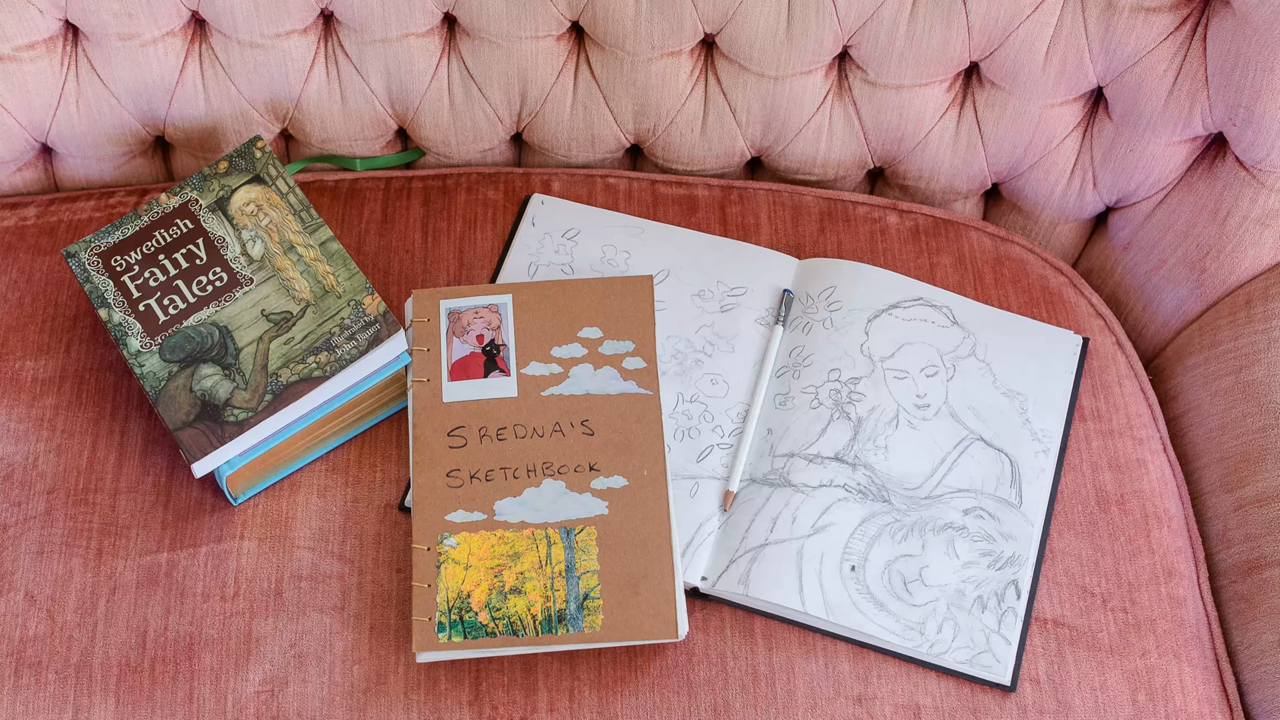 Swedish
Fairy
Tales
Illustrated by
John Bauer
SREDNA'S
SKETCHBOOK